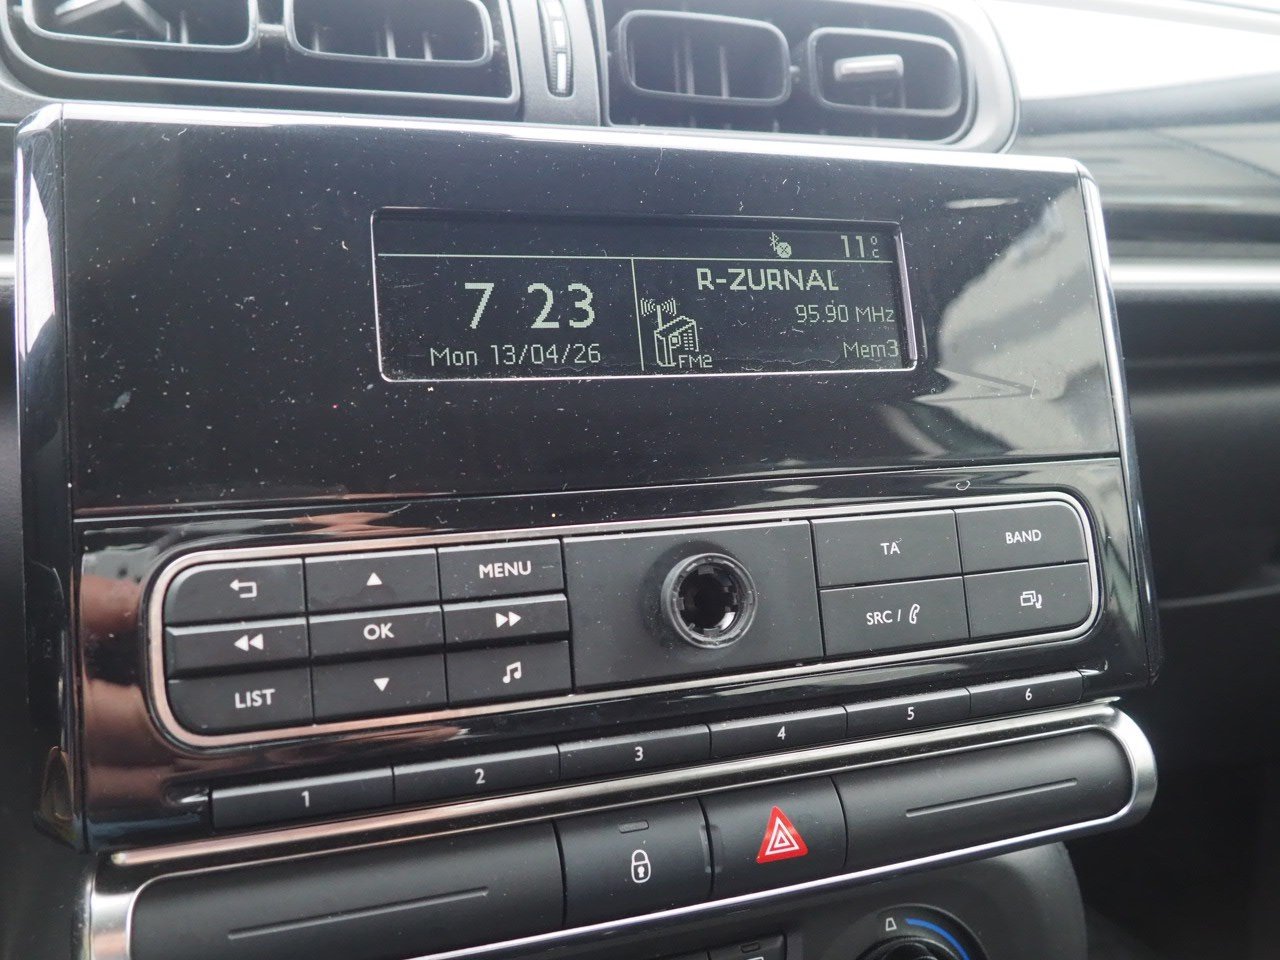 11°C
R-ZURNAL
7 23
95.90 MHz
Mon 13/04/26
FM2
Mem3
MENU
OK
LIST
TA
BAND
SRC /
1
2
3
4
5
6